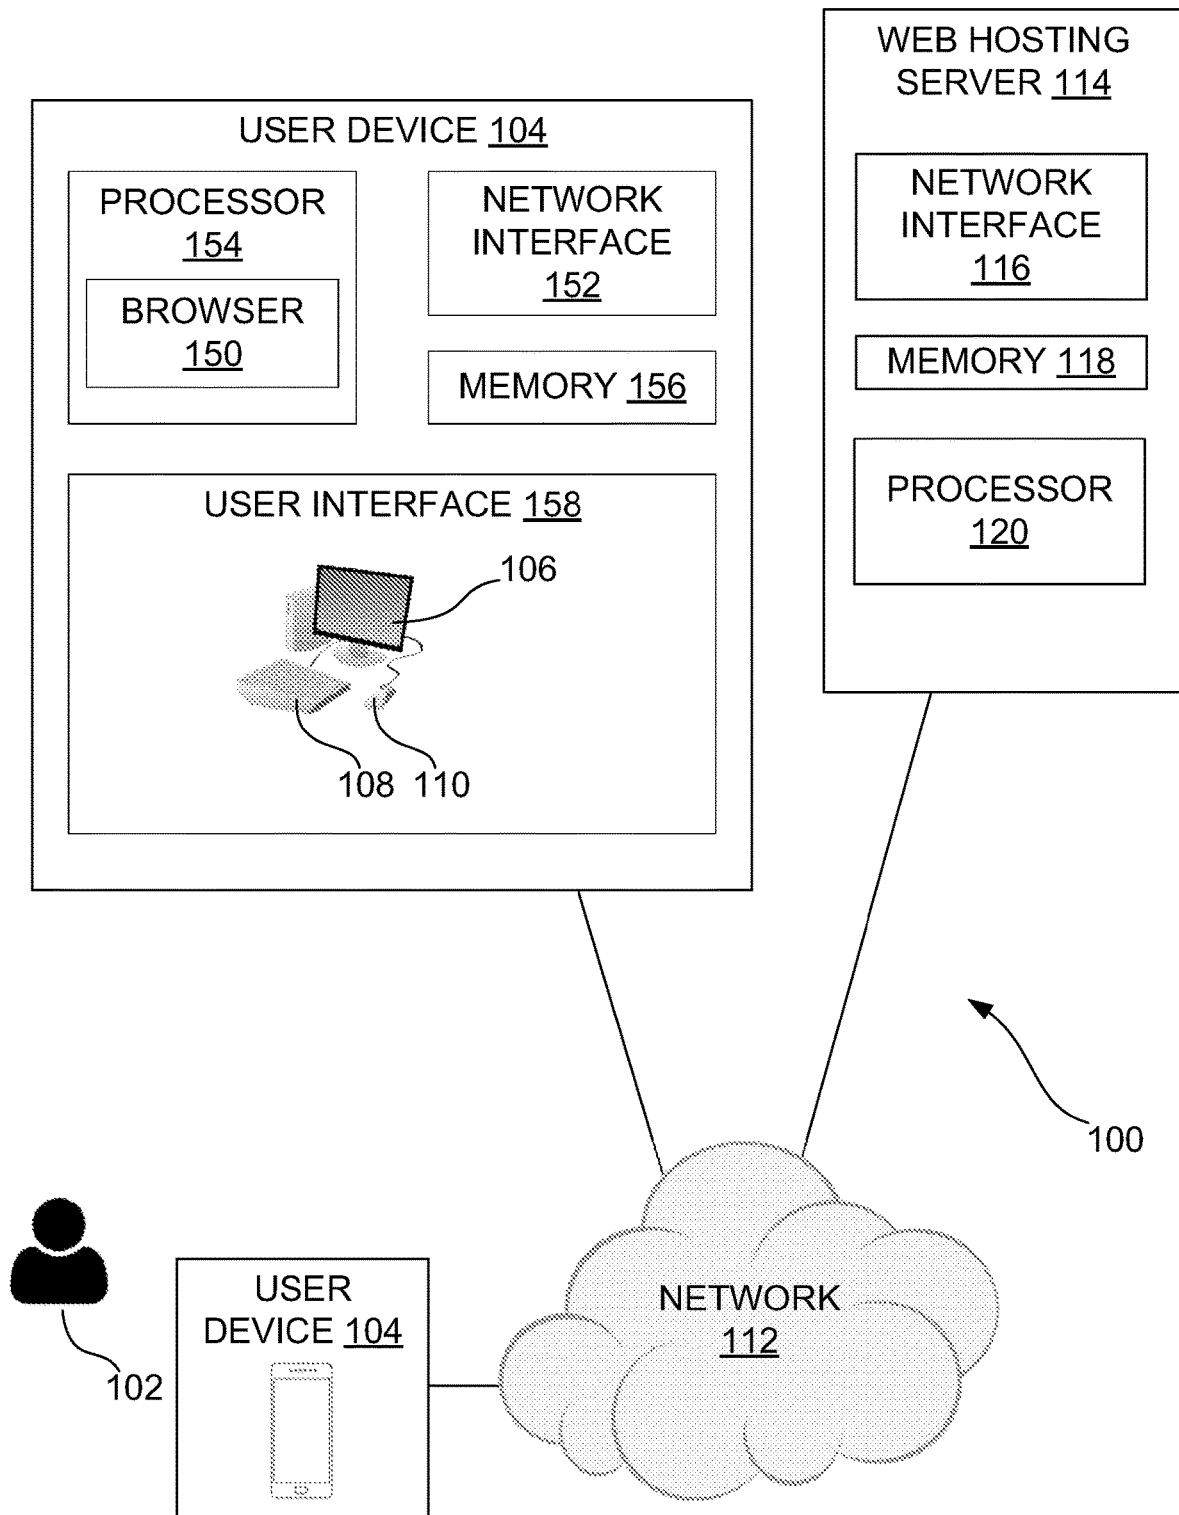 WEB HOSTING
SERVER 114
NETWORK
INTERFACE
116
MEMORY 118
PROCESSOR
120
USER DEVICE 104
PROCESSOR
154
BROWSER
150
NETWORK
INTERFACE
152
MEMORY 156
USER INTERFACE 158
106
108
110
100
102
USER
DEVICE 104
NETWORK
112